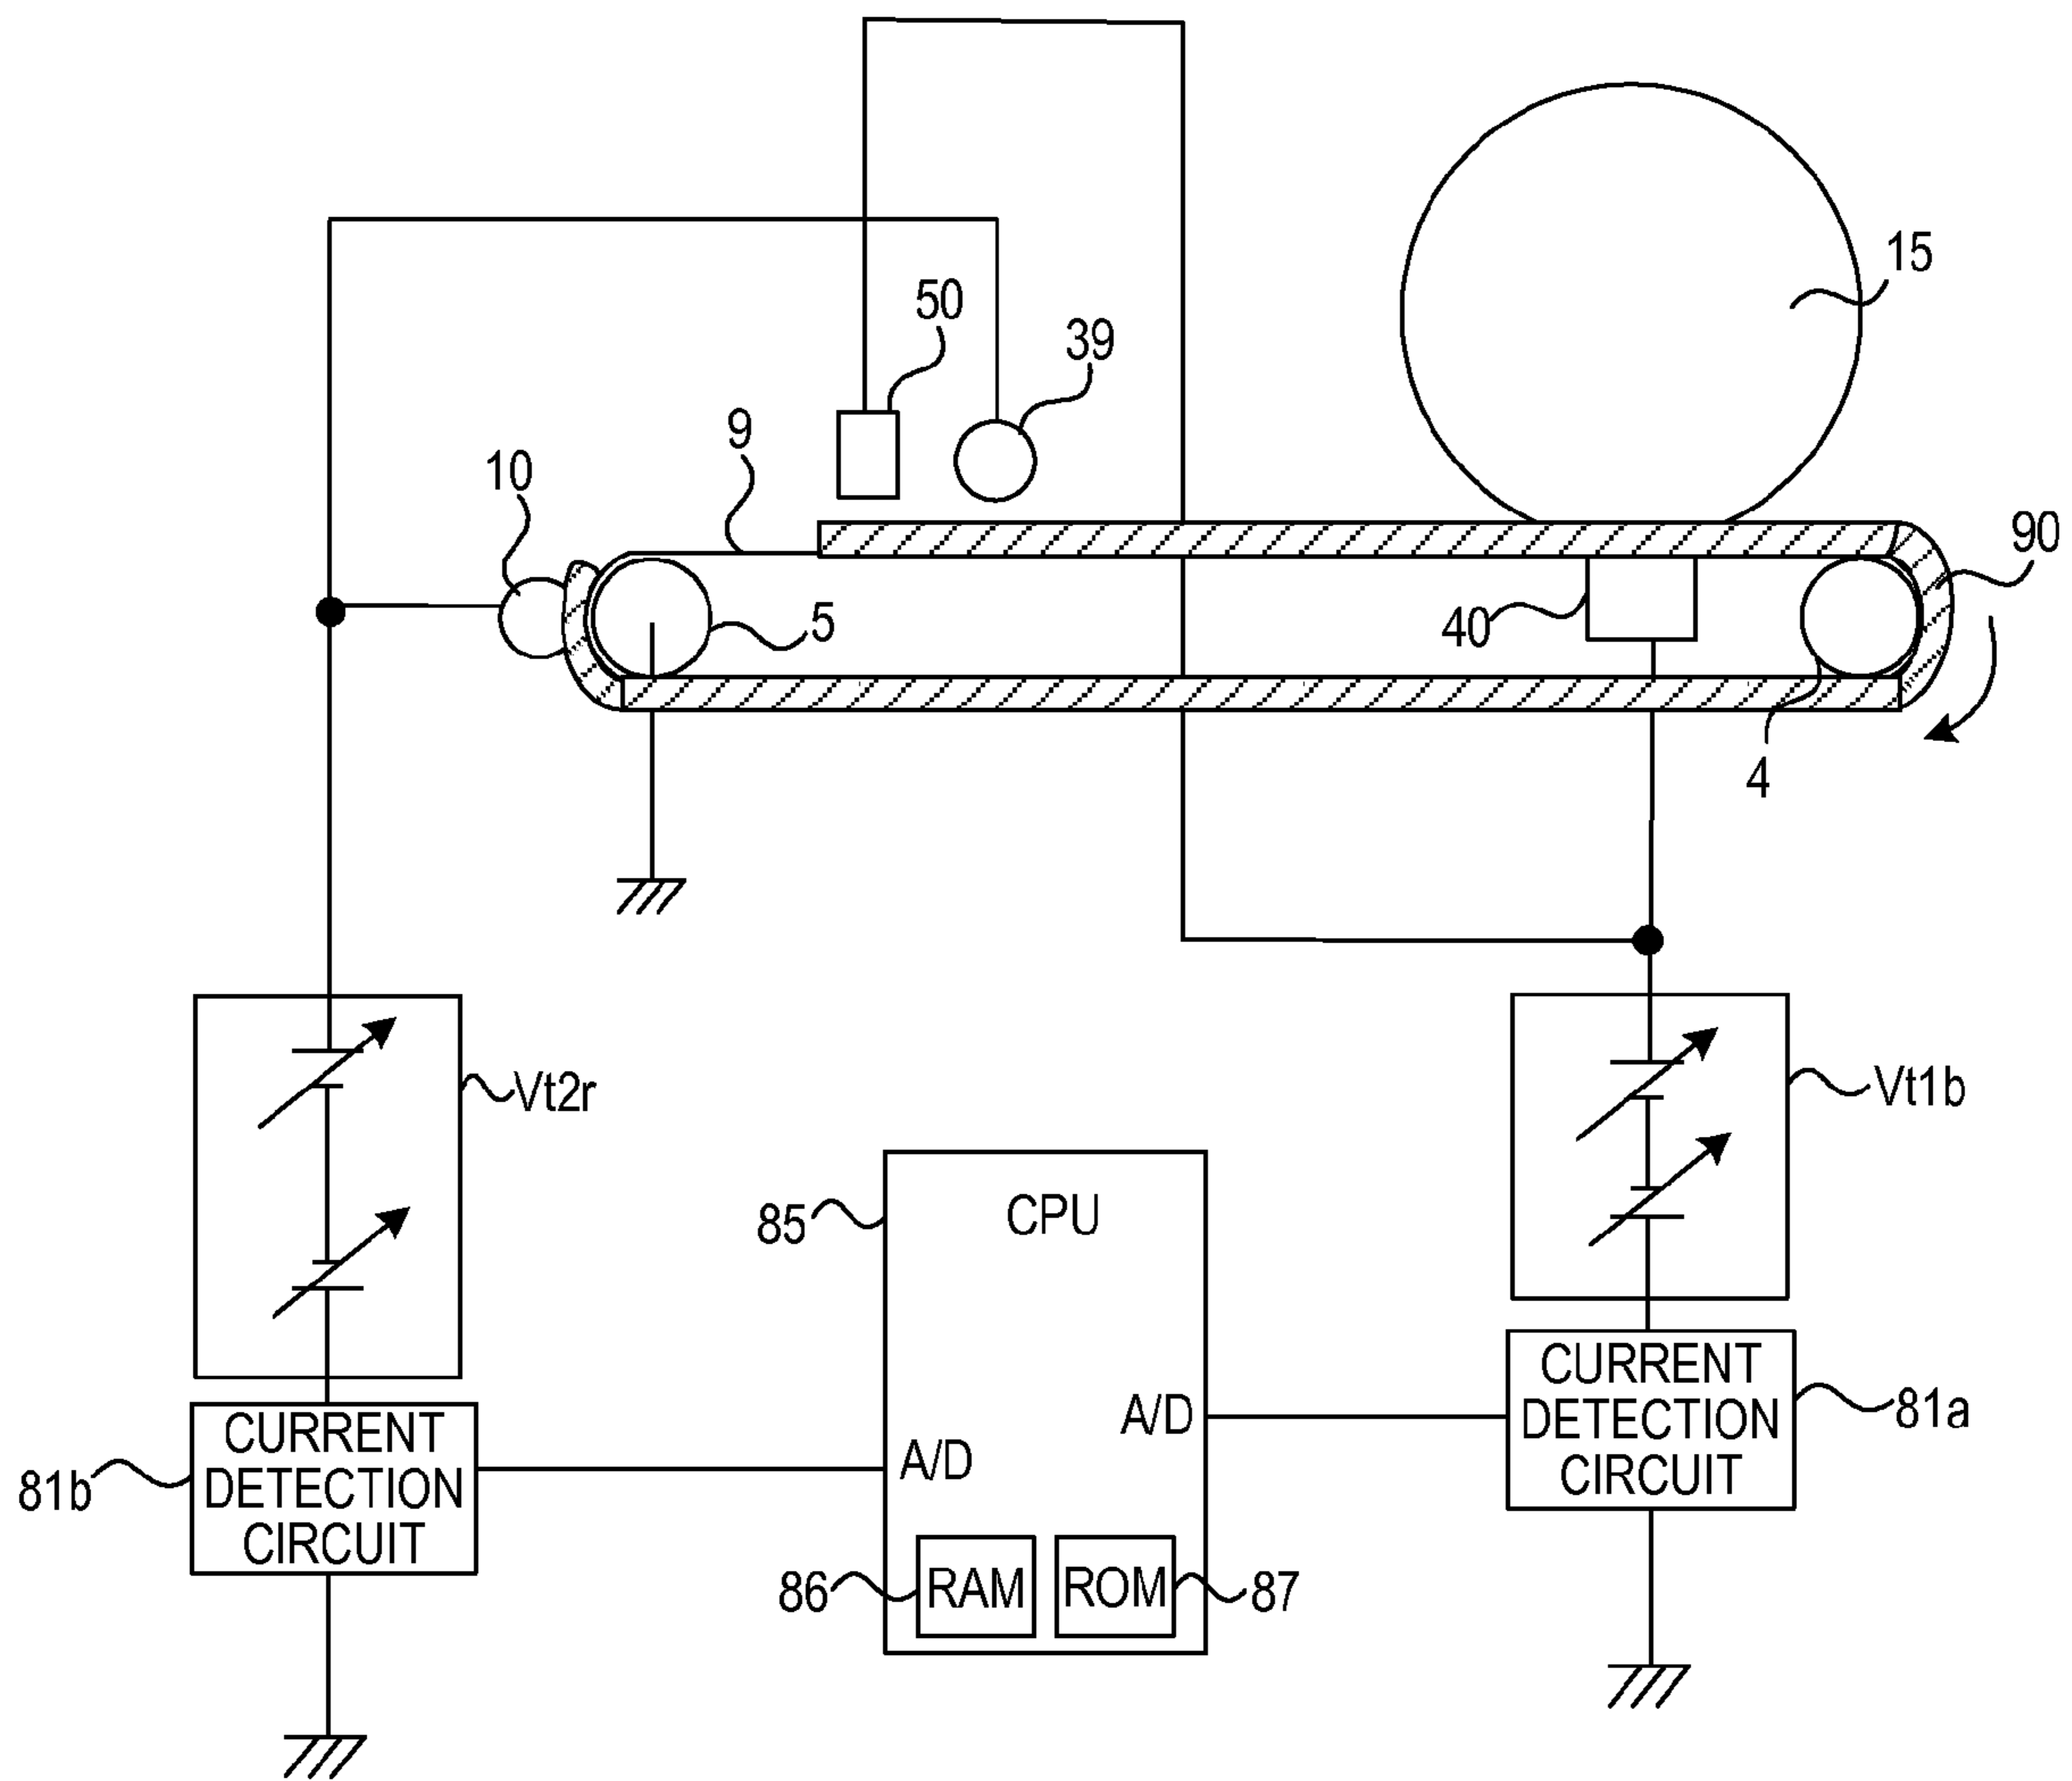 15
50
39
9
10
90
5
40
4
Vt2r
Vt1b
85
CPU
A/D
CURRENT
DETECTION
CIRCUIT
81a
CURRENT
DETECTION
CIRCUIT
A/D
81b
86
RAM
ROM
87